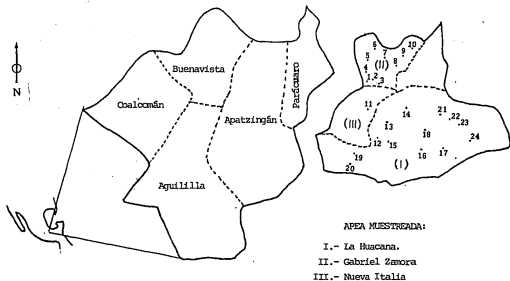 N
Buenavista
Coalcomán
Parácuaro
Apatzingán
Aguililla
6
7
10
5
9
(II)
8
4
1
2
3
11
14
21
22
23
(III)
13
18
24
12
15
16
17
19
20
(I)
APEA MUESTREADA:
I.- La Huacana.
II.- Gabriel Zamora
III.- Nueva Italia